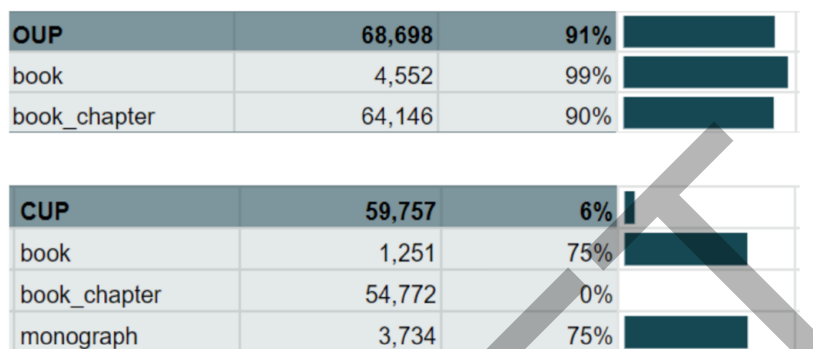 OUP 68,698 91%
book 4,552 99%
book_chapter 64,146 90%
CUP 59,757 6%
book 1,251 75%
book_chapter 54,772 0%
monograph 3,734 75%